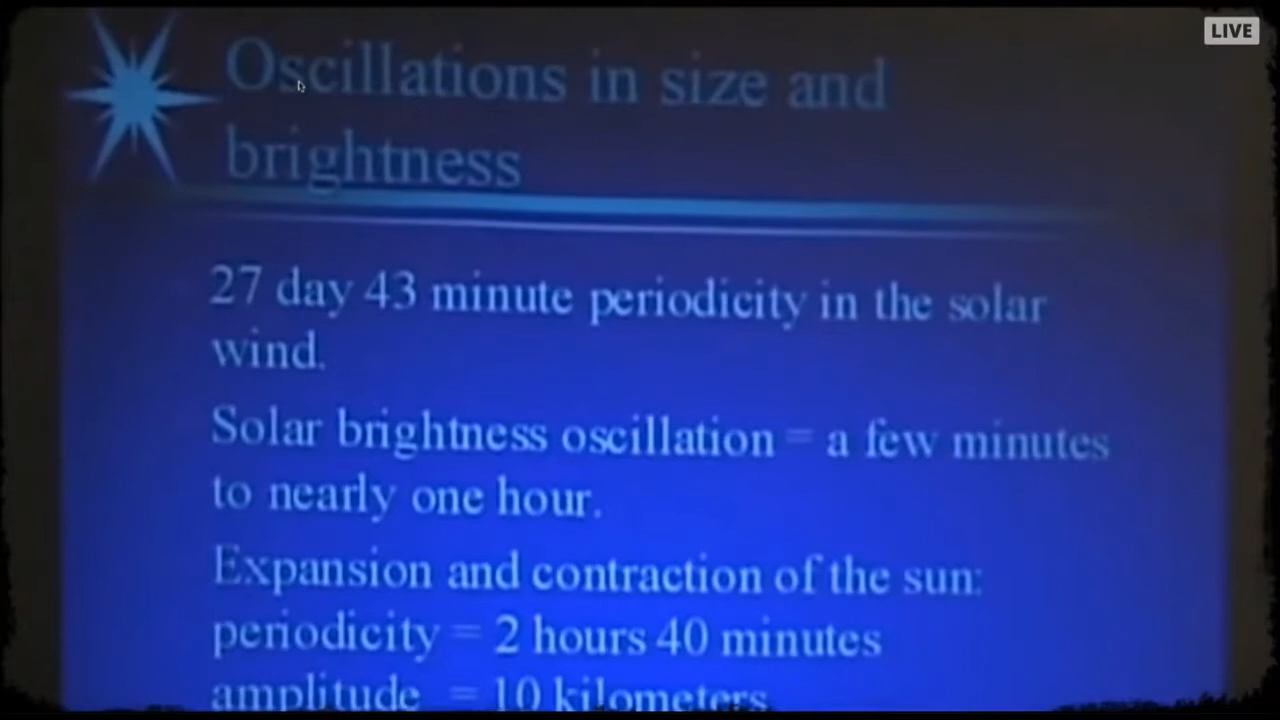 LIVE
Oscillations in size and
brightness
27 day 43 minute periodicity in the solar
wind.
Solar brightness oscillation = a few minutes
to nearly one hour.
Expansion and contraction of the sun:
periodicity = 2 hours 40 minutes
amplitude = 10 kilometers